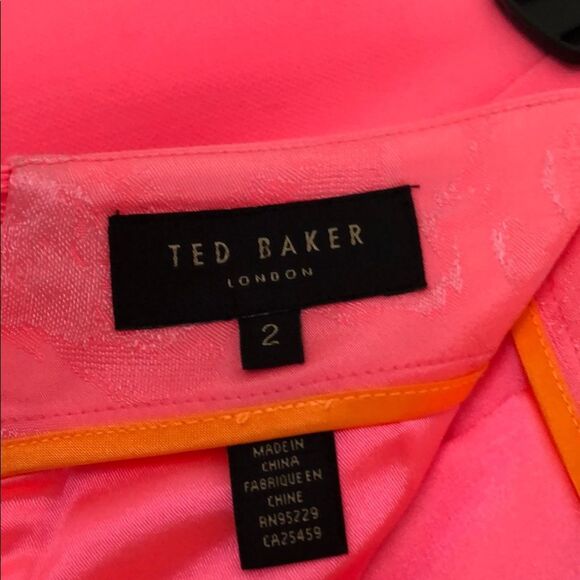 TED BAKER
LONDON
2
MADE IN
CHINA
FABRIQUE EN
CHINE
RN95229
CA25459